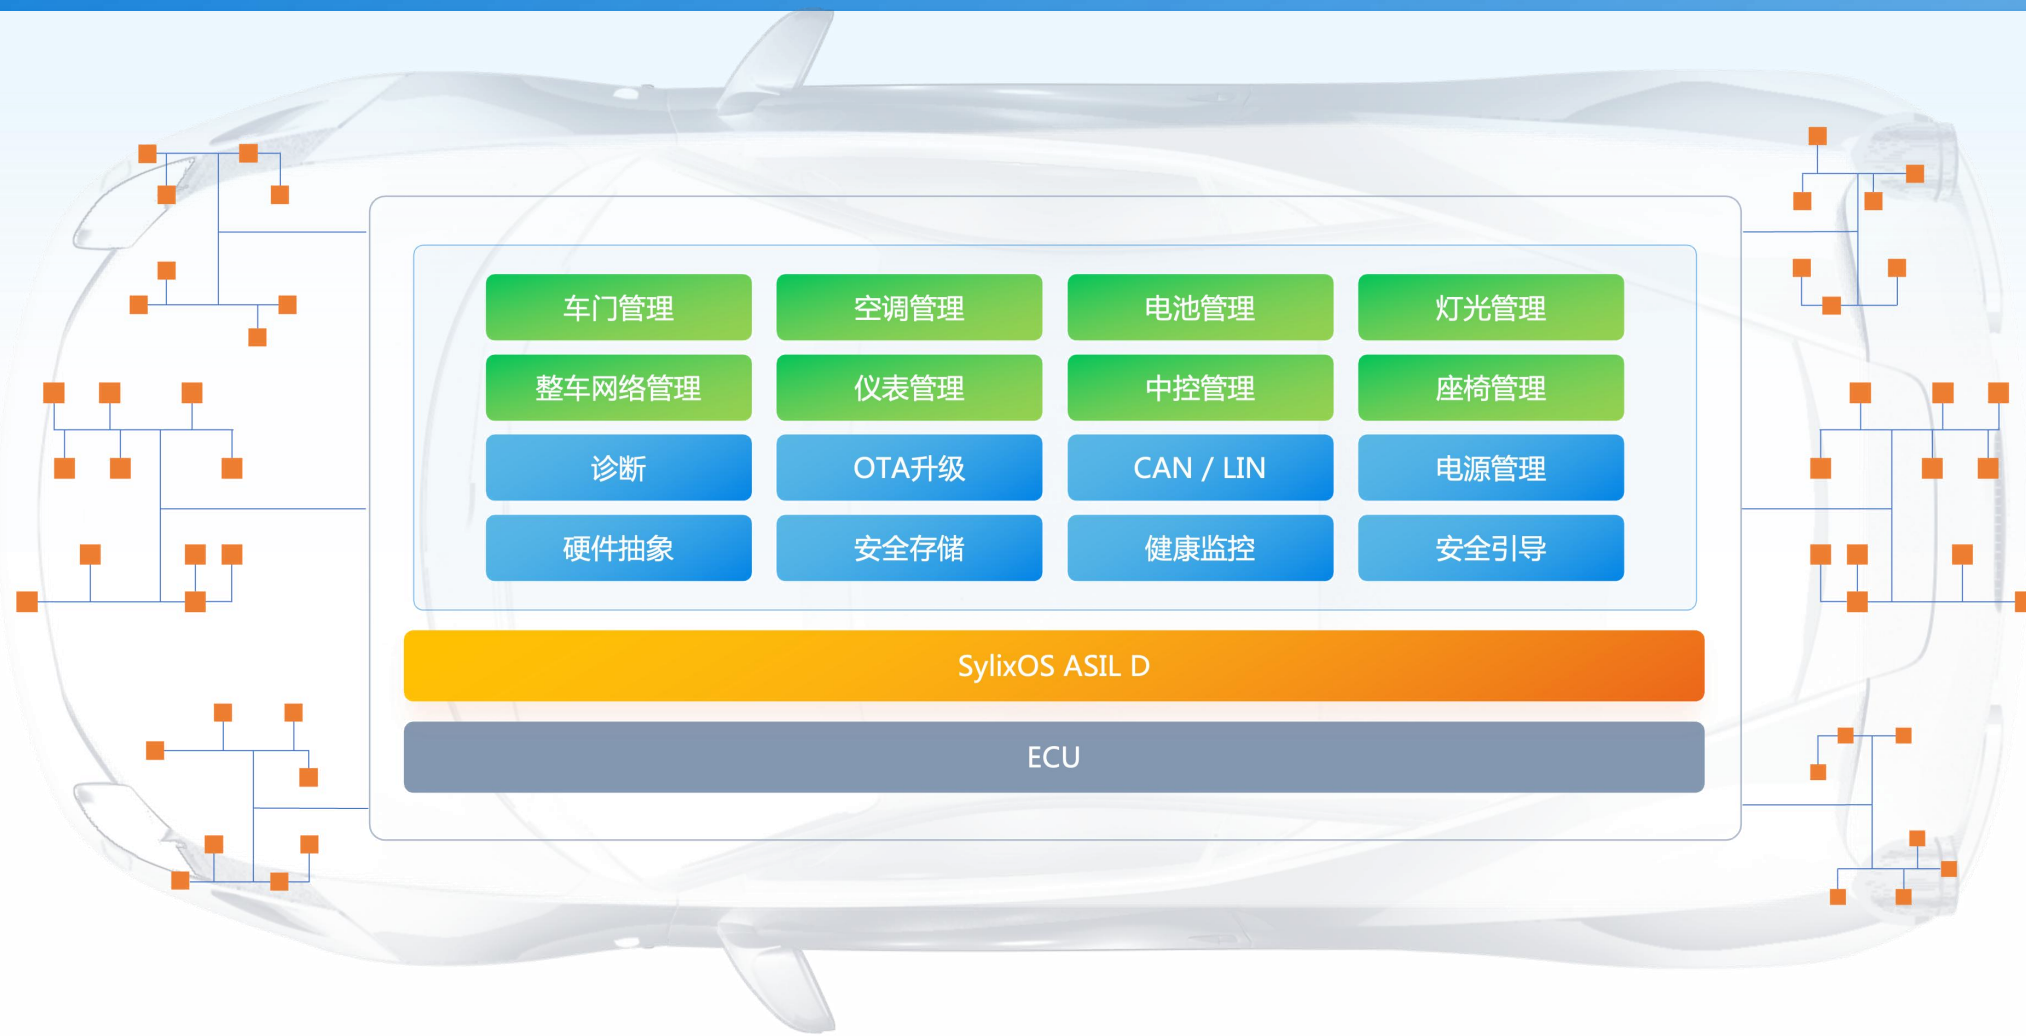 车门管理
空调管理
电池管理
灯光管理
整车网络管理
仪表管理
中控管理
座椅管理
诊断
OTA升级
CAN / LIN
电源管理
硬件抽象
安全存储
健康监控
安全引导
SylixOS ASIL D
ECU